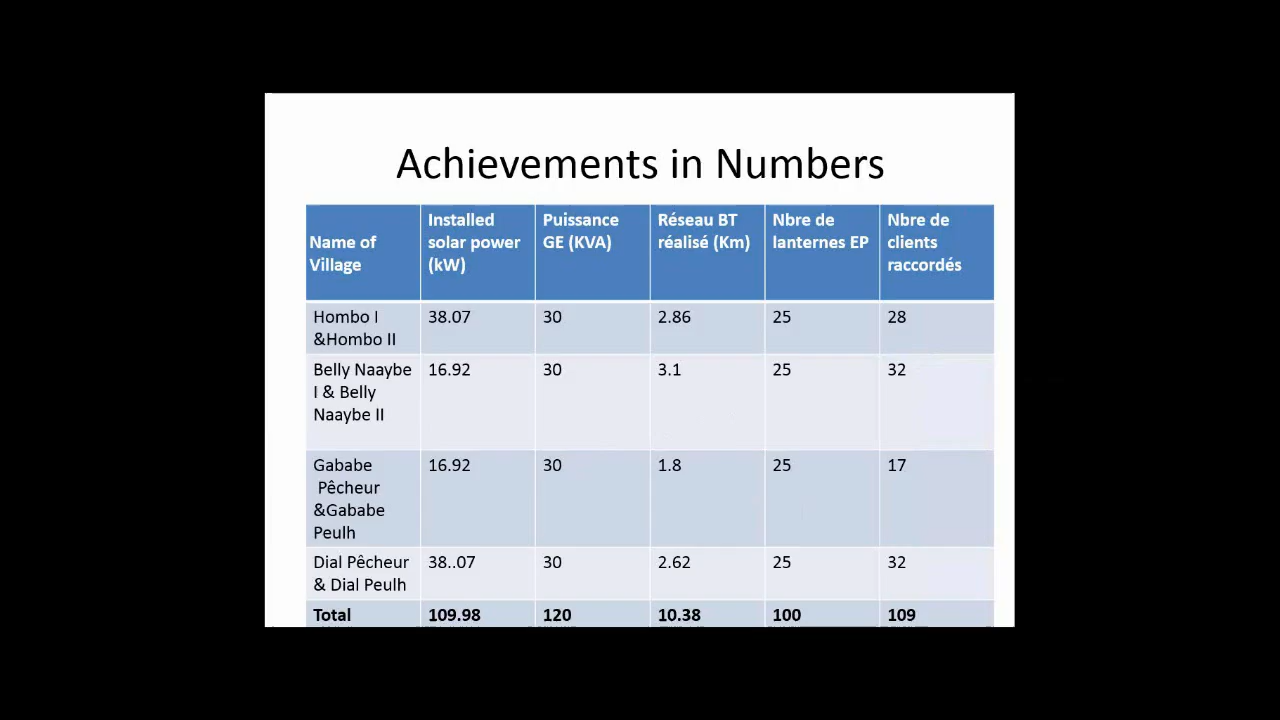 Achievements in Numbers
Name of
Village
Installed
solar power
(kW)
Puissance
GE (KVA)
Réseau BT
réalisé (Km)
Nbre de
lanternes EP
Nbre de
clients
raccordés
Hombo I
&Hombo II
38.07
30
2.86
25
28
Belly Naaybe
I & Belly
Naaybe II
16.92
30
3.1
25
32
Gababe
Pêcheur
&Gababe
Peulh
16.92
30
1.8
25
17
Dial Pêcheur
& Dial Peulh
38..07
30
2.62
25
32
Total
109.98
120
10.38
100
109